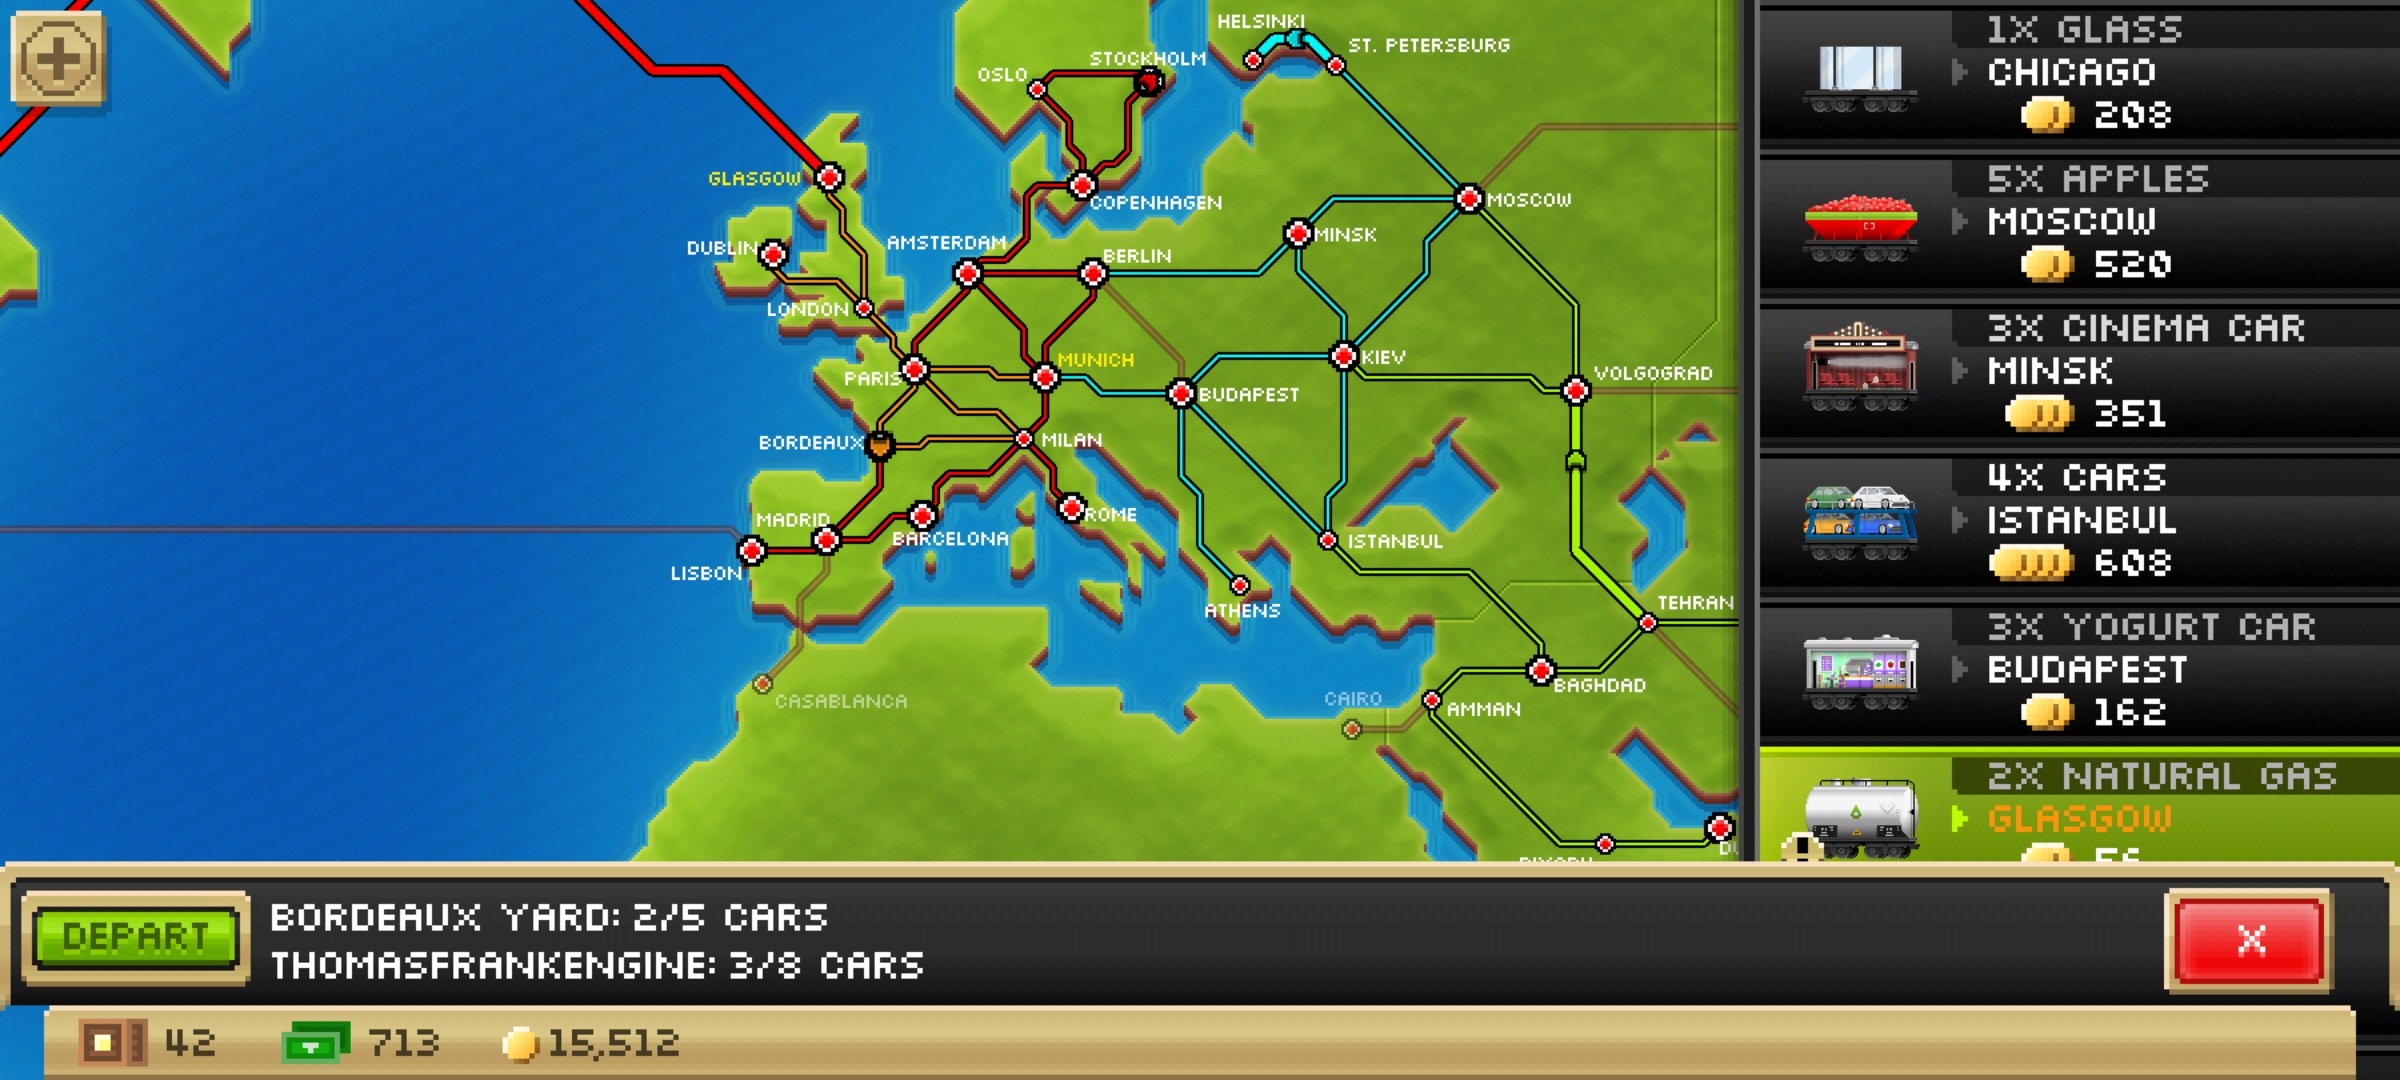 HELSINKI
STOCKHOLM
ST. PETERSBURG
OSLO
GLASGOW
COPENHAGEN
MOSCOW
DUBLIN
AMSTERDAM
BERLIN
MINSK
LONDON
PARIS
MUNICH
BUDAPEST
KIEV
VOLGOGRAD
BORDEAUX
MILAN
MADRID
BARCELONA
ROME
ISTANBUL
LISBON
ATHENS
TEHRAN
CASABLANCA
CAIRO
AMMAN
BAGHDAD
1X GLASS
CHICAGO
208
5X APPLES
MOSCOW
520
3X CINEMA CAR
MINSK
351
4X CARS
ISTANBUL
608
3X YOGURT CAR
BUDAPEST
162
2X NATURAL GAS
GLASGOW
56
DEPART
BORDEAUX YARD: 2/5 CARS
THOMASFRANKENGINE: 3/8 CARS
X
42
713
15,512